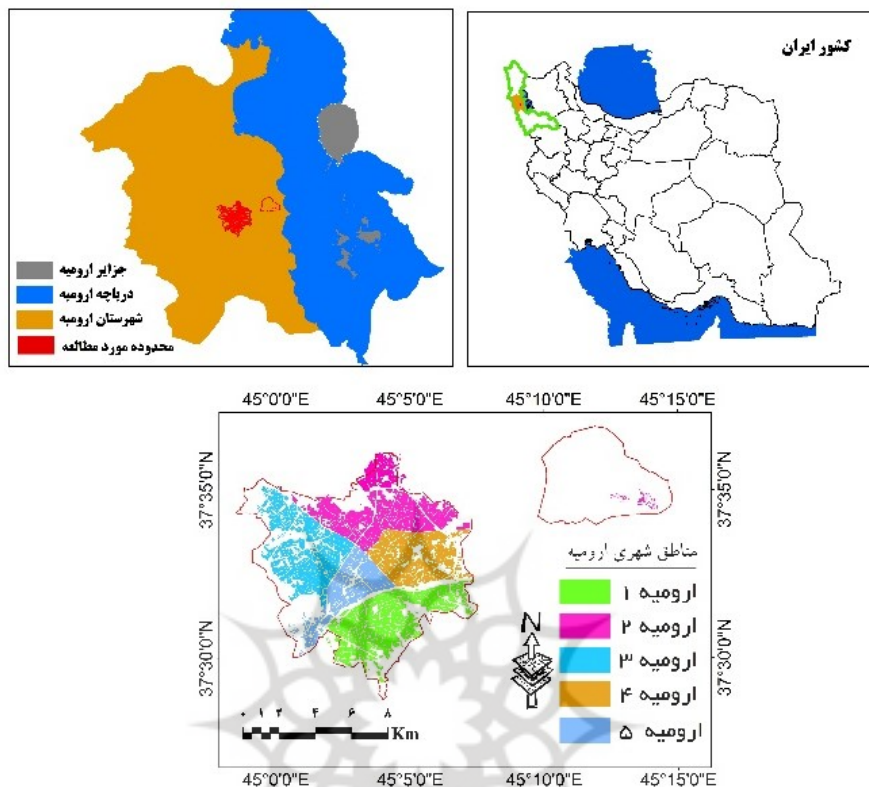 کشور ایران
جزایر ارومیه
دریاچه ارومیه
شهرستان ارومیه
محدوده مورد مطالعه
45°0'0"E 45°5'0"E 45°10'0"E 45°15'0"E
37°35'0"N
37°30'0"N
37°35'0"N
37°30'0"N
مناطق شهری ارومیه
ارومیه ۱
ارومیه ۲
ارومیه ۳
ارومیه ۴
ارومیه ۵
N
۰ ۱ ۲ ۴ ۶ ۸
Km
45°0'0"E 45°5'0"E 45°10'0"E 45°15'0"E